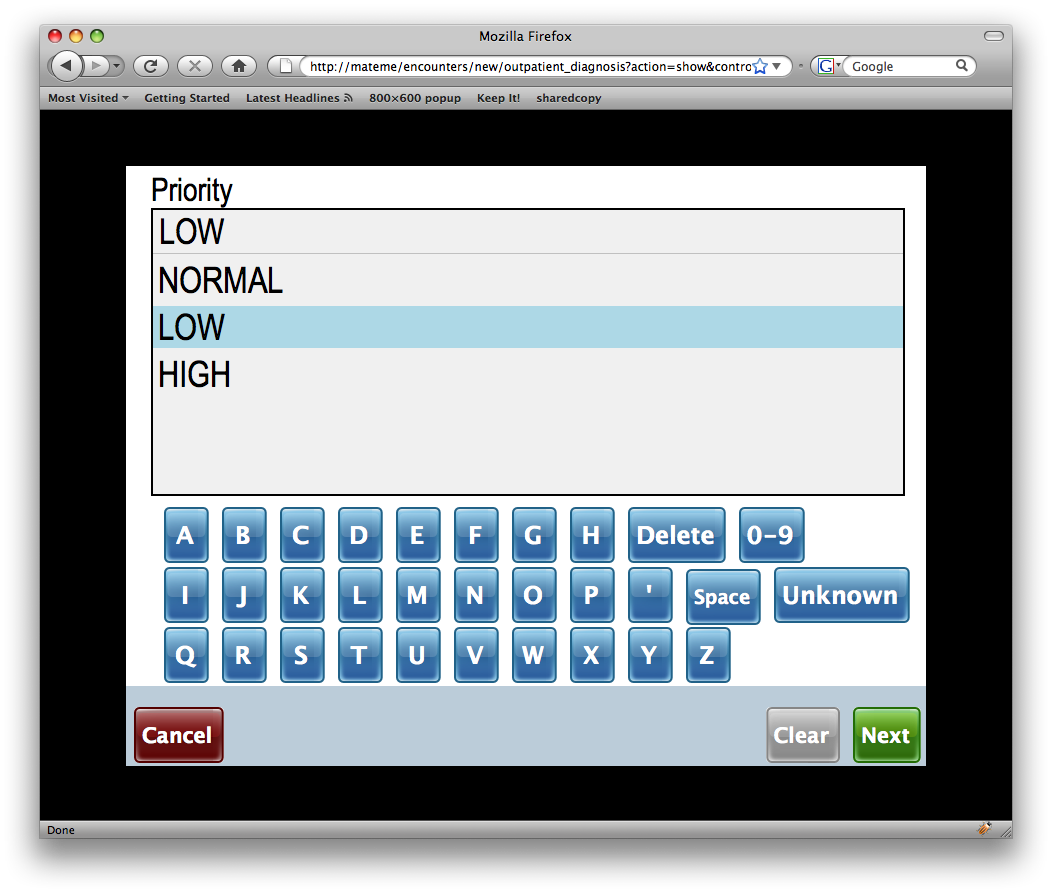 Mozilla Firefox
http://mateme/encounters/new/outpatient_diagnosis?action=show&contro
Google
Most Visited Getting Started Latest Headlines 800×600 popup Keep It! sharedcopy
Priority
LOW
NORMAL
LOW
HIGH
A B C D E F G H Delete 0-9
I J K L M N O P ' Space Unknown
Q R S T U V W X Y Z
Cancel Clear Next
Done